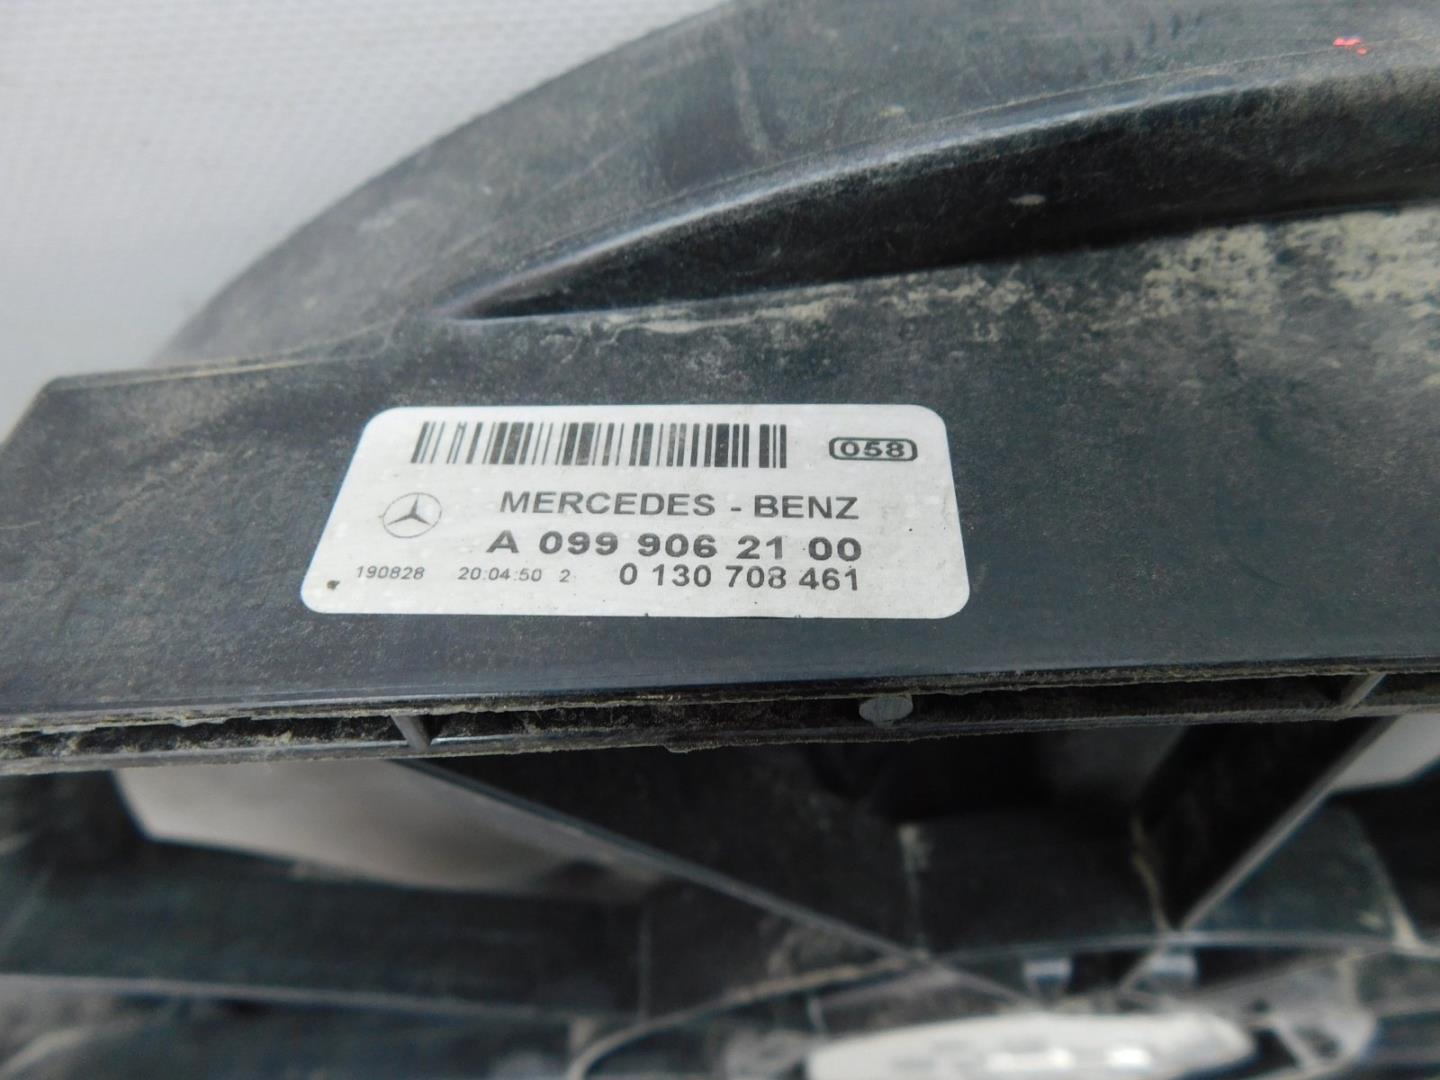 058
MERCEDES - BENZ
A 099 906 21 00
190828 20:04:50 2 0 130 708 461